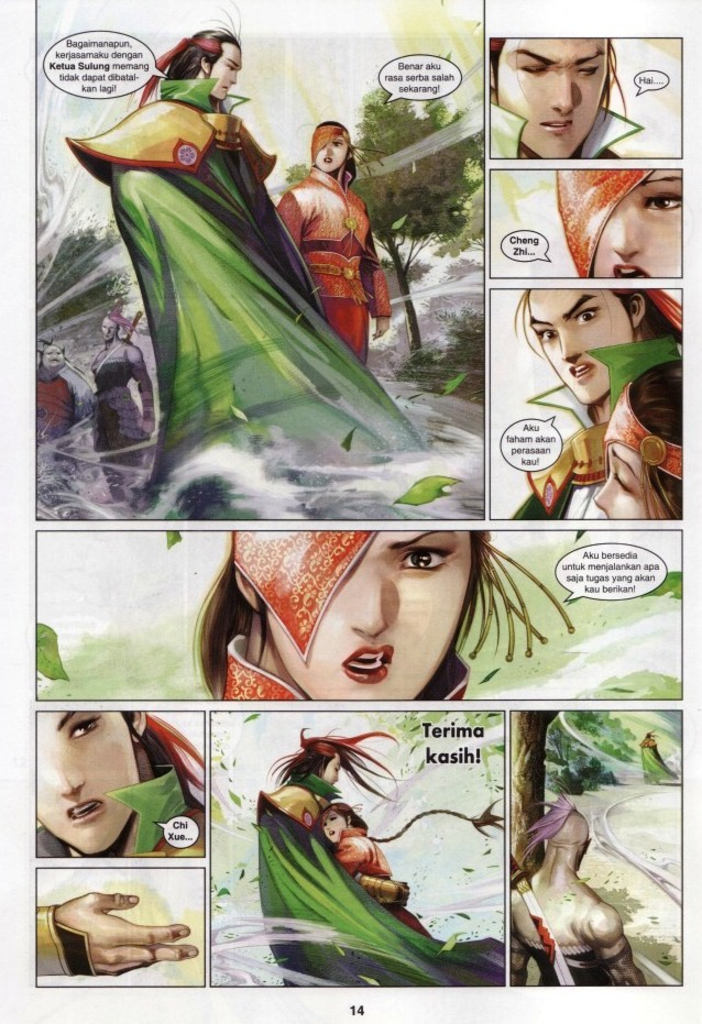 Bagaimanapun,
kerjasamaku dengan
Ketua Sulung memang
tidak dapat dibatal-
kan lagi!
Benar aku
rasa serba salah
sekarang!
Hai....
Cheng
Zhi...
Aku
faham akan
perasaan
kau!
Aku bersedia
untuk menjalankan apa
saja tugas yang akan
kau berikan!
Chi
Xue...
Terima
kasih!
14